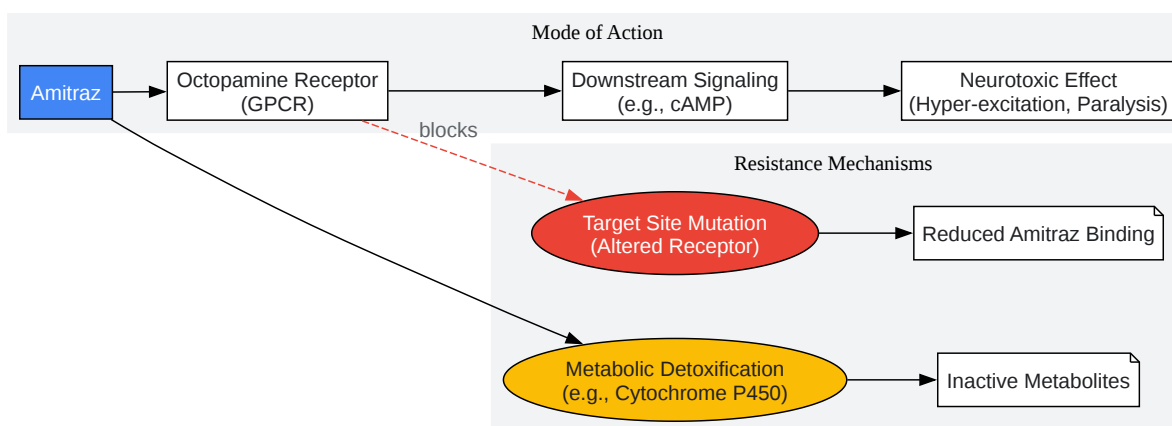 Mode of Action
Amitraz
Octopamine Receptor
(GPCR)
Downstream Signaling
(e.g., cAMP)
Neurotoxic Effect
(Hyper-excitation, Paralysis)
blocks
Resistance Mechanisms
Target Site Mutation
(Altered Receptor)
Reduced Amitraz Binding
Metabolic Detoxification
(e.g., Cytochrome P450)
Inactive Metabolites